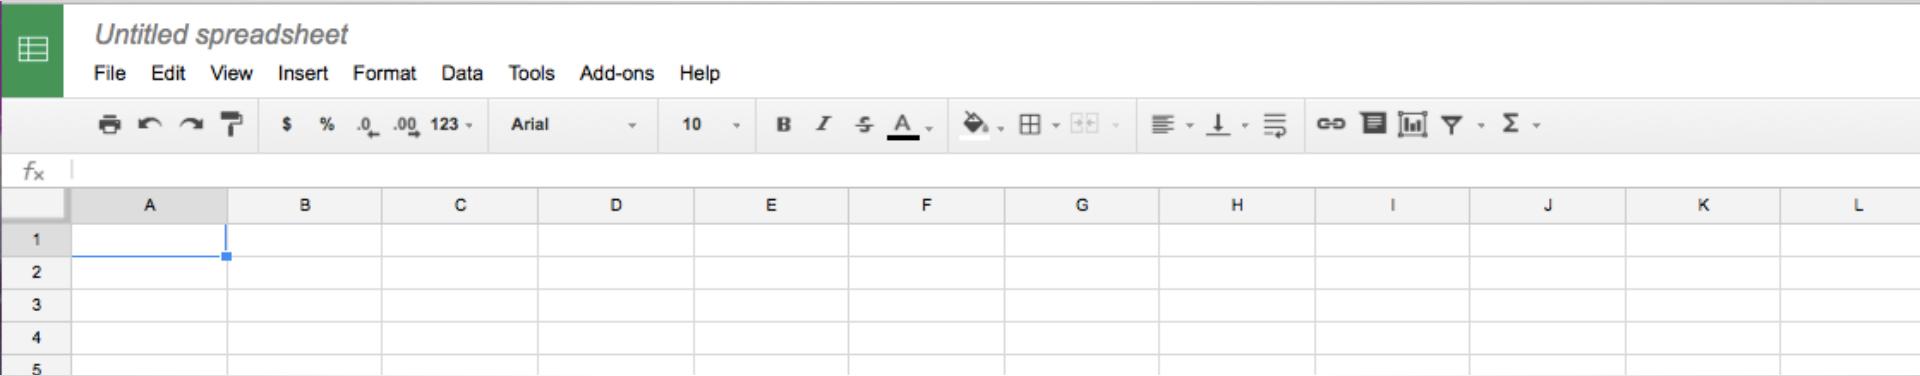 Untitled spreadsheet
File Edit View Insert Format Data Tools Add-ons Help
$ % .0 .00 123 Arial 10 B I S A Σ
fx
A B C D E F G H I J K L
1
2
3
4
5